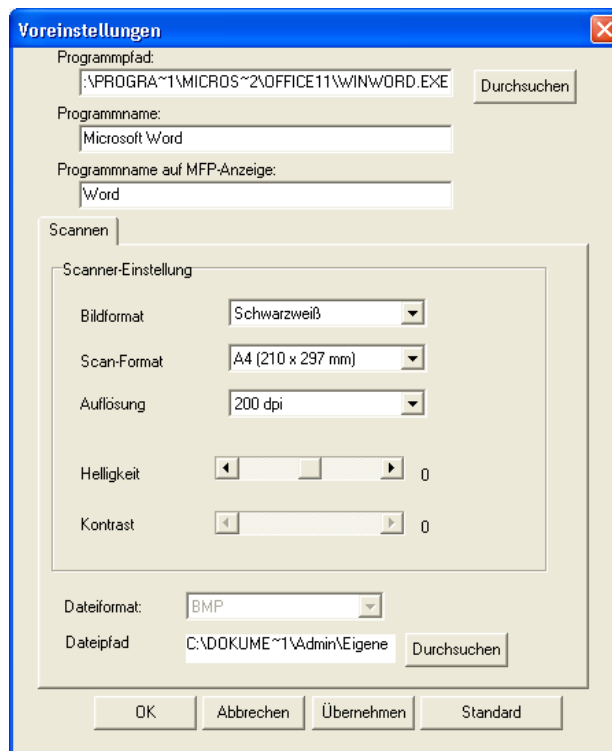 Voreinstellungen
Programmpfad:
:\PROGRA~1\MICROS~2\OFFICE11\WINWORD.EXE
Durchsuchen
Programmname:
Microsoft Word
Programmname auf MFP-Anzeige:
Word
Scannen
Scanner-Einstellung
Bildformat Schwarzweiß
Scan-Format A4 (210 x 297 mm)
Auflösung 200 dpi
Helligkeit 0
Kontrast 0
Dateiformat: BMP
Dateipfad C:\DOKUME~1\Admin\Eigene Durchsuchen
OK Abbrechen Übernehmen Standard